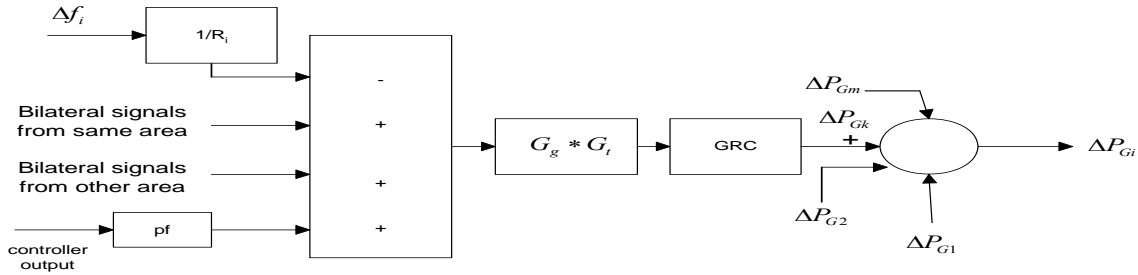 Δf_i
1/R_i
-
Bilateral signals
from same area
+
Bilateral signals
from other area
+
controller
output
pf
+
G_g * G_t
GRC
ΔP_Gm
ΔP_Gk
+
ΔP_G2
ΔP_G1
ΔP_Gi